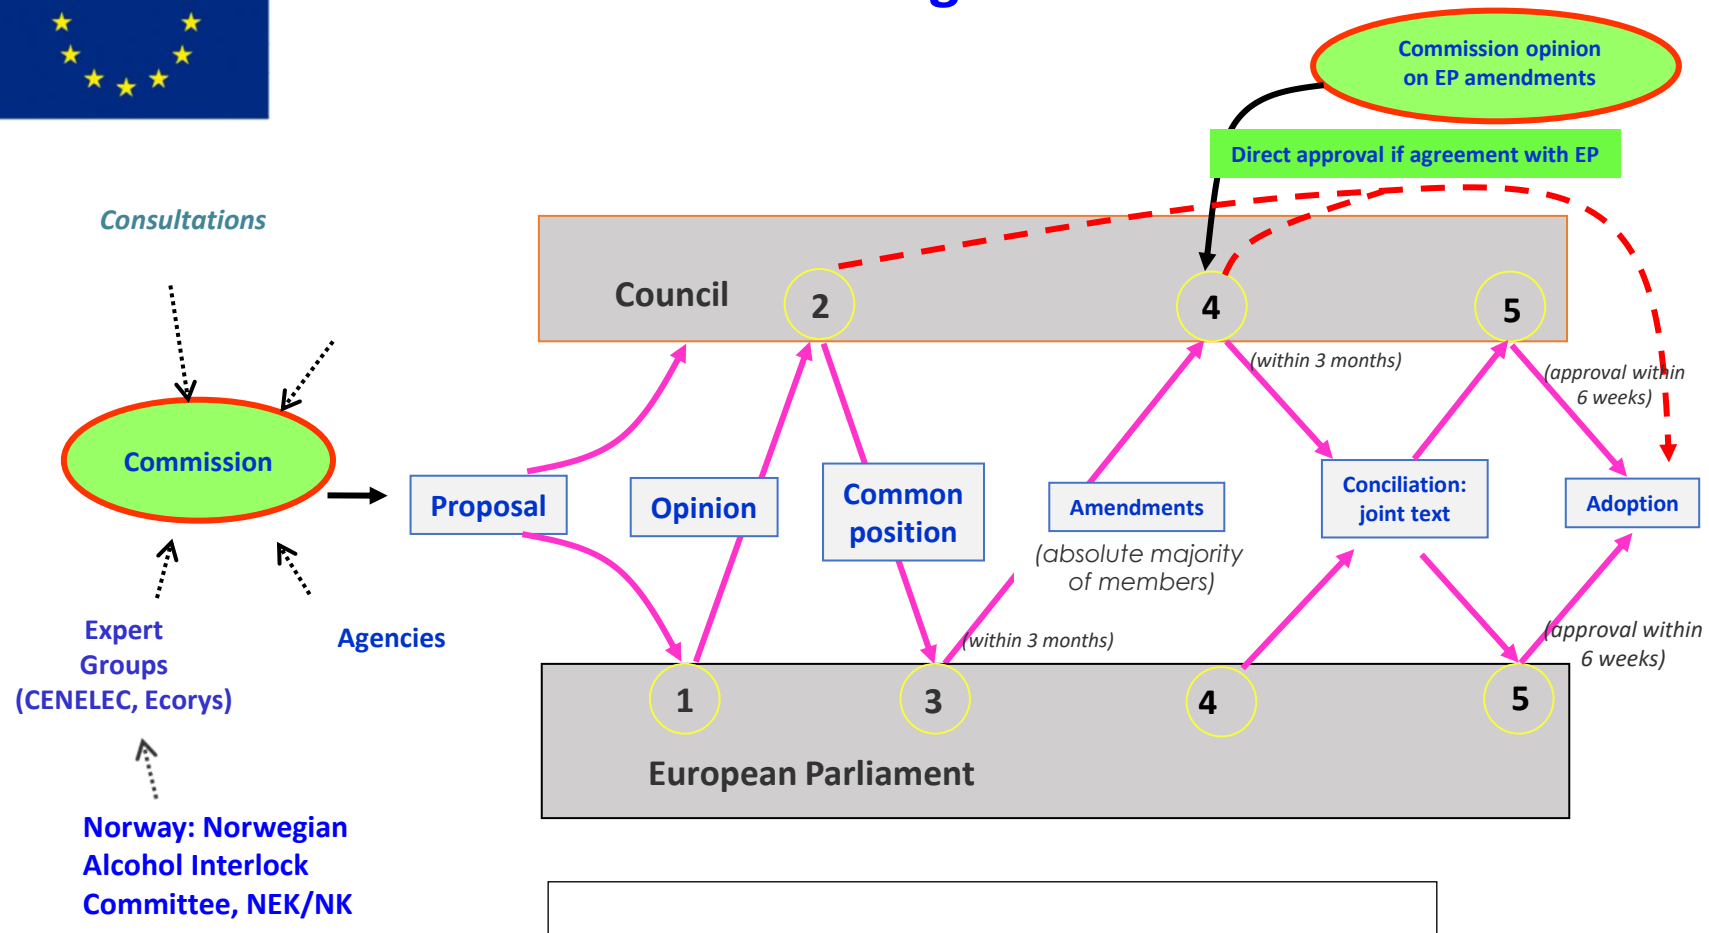 Commission opinion
on EP amendments
Direct approval if agreement with EP
Consultations
Council
2
4
5
(within 3 months)
(approval within
6 weeks)
Commission
Proposal
Opinion
Common
position
Amendments
(absolute majority
of members)
Conciliation:
joint text
Adoption
Expert
Groups
(CENELEC, Ecorys)
Agencies
(within 3 months)
(approval within
6 weeks)
1
3
4
5
European Parliament
Norway: Norwegian
Alcohol Interlock
Committee, NEK/NK